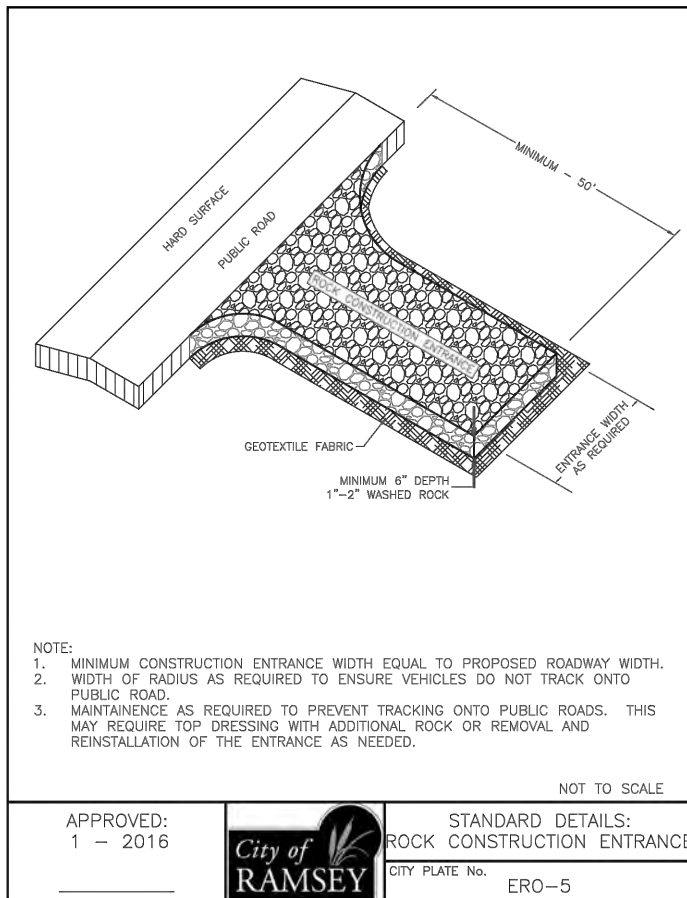 MINIMUM - 50'
HARD SURFACE
PUBLIC ROAD
ROCK CONSTRUCTION ENTRANCE
GEOTEXTILE FABRIC
ENTRANCE WIDTH
AS REQUIRED
MINIMUM 6" DEPTH
1"-2" WASHED ROCK
NOTE:
1. MINIMUM CONSTRUCTION ENTRANCE WIDTH EQUAL TO PROPOSED ROADWAY WIDTH.
2. WIDTH OF RADIUS AS REQUIRED TO ENSURE VEHICLES DO NOT TRACK ONTO
PUBLIC ROAD.
3. MAINTAINENCE AS REQUIRED TO PREVENT TRACKING ONTO PUBLIC ROADS. THIS
MAY REQUIRE TOP DRESSING WITH ADDITIONAL ROCK OR REMOVAL AND
REINSTALLATION OF THE ENTRANCE AS NEEDED.
NOT TO SCALE
APPROVED:
1 - 2016
City of
RAMSEY
STANDARD DETAILS:
ROCK CONSTRUCTION ENTRANCE
CITY PLATE No.
ERO-5